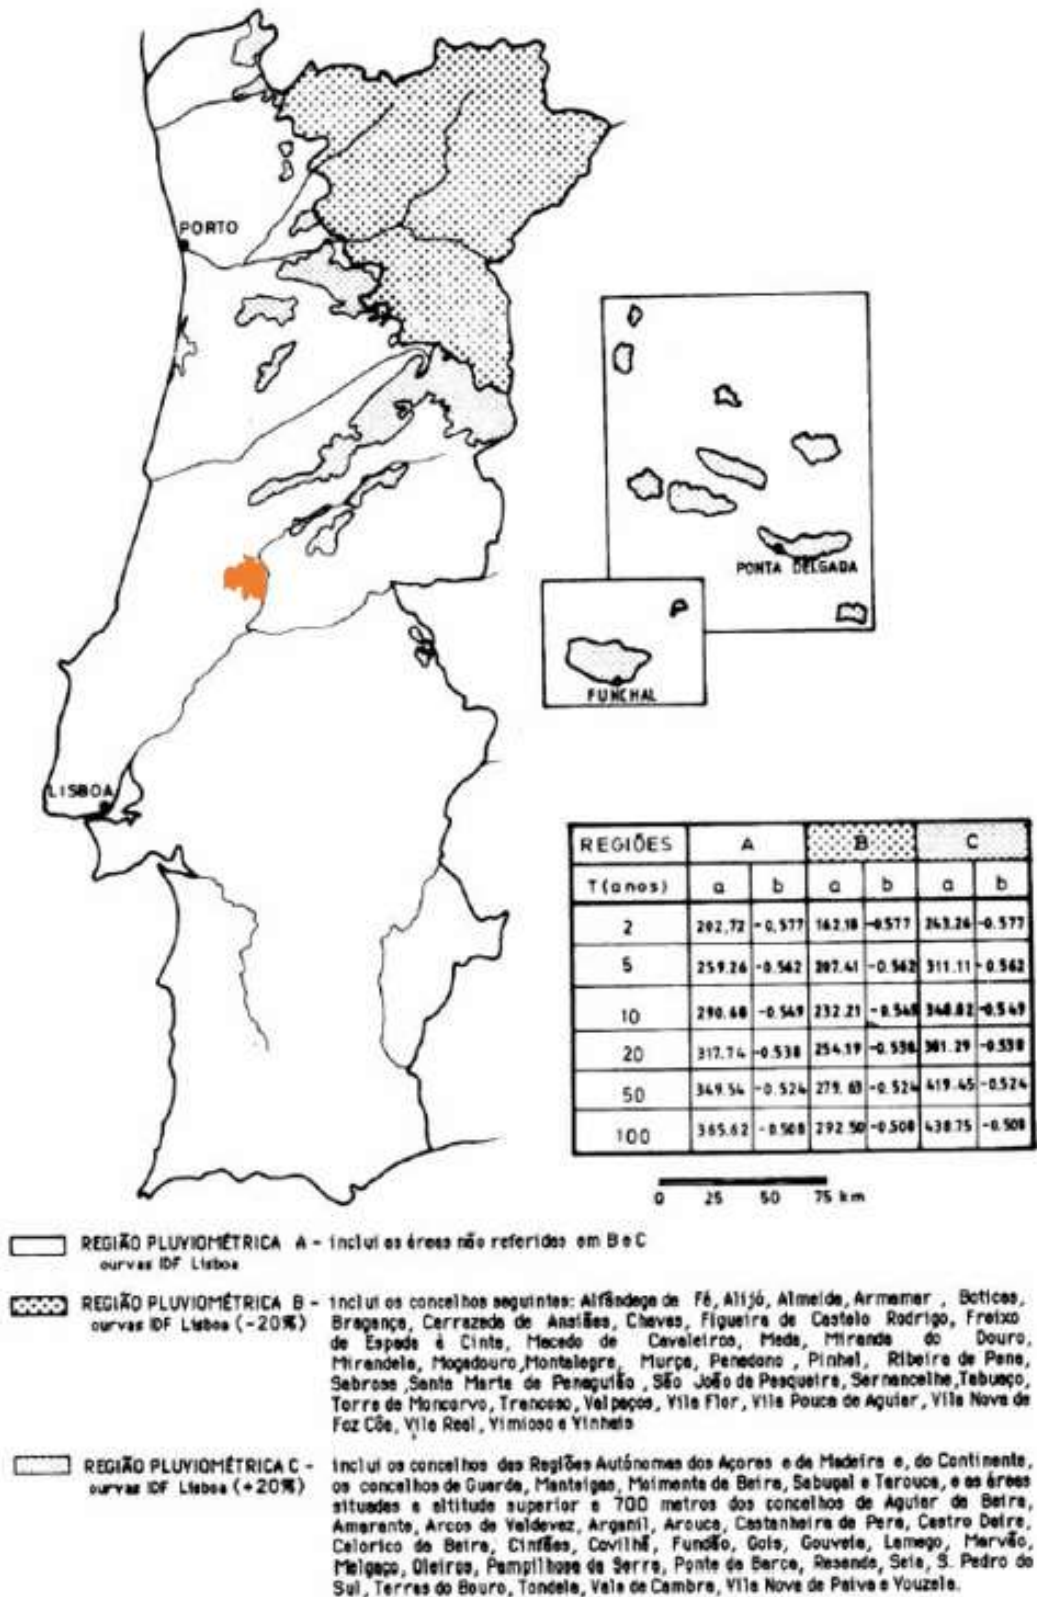 PORTO
PONTA DELGADA
FUNCHAL
LISBOA
REGIÕES A B C
T(anos) a b a b a b
2 202,72 -0,577 162.18 -0.577 243.26 -0.577
5 259.26 -0.562 207.41 -0.562 311.11 -0.562
10 290.68 -0.549 232.21 -0.549 348.82 -0.549
20 317.74 -0.538 254.19 -0.538 381.29 -0.538
50 349.54 -0.524 279.63 -0.524 419.45 -0.524
100 365.62 -0.508 292.50 -0.508 438.75 -0.508
0 25 50 75 km
REGIÃO PLUVIOMÉTRICA A - inclui as áreas não referidas em B e C
ourvas IDF Lisboa
REGIÃO PLUVIOMÉTRICA B - inclui os concelhos seguintes: Alfândega da Fé, Alijó, Almeida, Armamar, Boticas,
ourvas IDF Lisboa (-20%) Bragança, Carrazeda de Ansiães, Chaves, Figueira de Castelo Rodrigo, Freixo
de Espada á Cinta, Macedo de Cavaleiros, Meda, Miranda do Douro,
Mirandela, Mogadouro, Montalegre, Murça, Penedono, Pinhel, Ribeira de Pena,
Sabrosa, Santa Marta de Penaguião, São João da Pesqueira, Sernancelhe, Tabuaço,
Torre de Moncorvo, Trancoso, Valpaços, Vila Flor, Vila Pouca de Aguiar, Vila Nova de
Foz Côa, Vila Real, Vimioso e Vinhais
REGIÃO PLUVIOMÉTRICA C - inclui os concelhos das Regiões Autónomas dos Açores e da Madeira e, do Continente,
ourvas IDF Lisboa (+20%) os concelhos de Guarda, Manteigas, Moimenta da Beira, Sabugal e Tarouca, e as áreas
situadas a altitude superior a 700 metros dos concelhos de Aguiar da Beira,
Amarante, Arcos de Valdevez, Arganil, Arouca, Castanheira de Pera, Castro Daire,
Celorico da Beira, Cinfães, Covilhã, Fundão, Gois, Gouveia, Lamego, Marvão,
Melgaço, Oleiros, Pampilhosa da Serra, Ponte da Barca, Resende, Seia, S. Pedro do
Sul, Terras do Bouro, Tondela, Vale de Cambra, Vila Nova de Paiva e Vouzela.